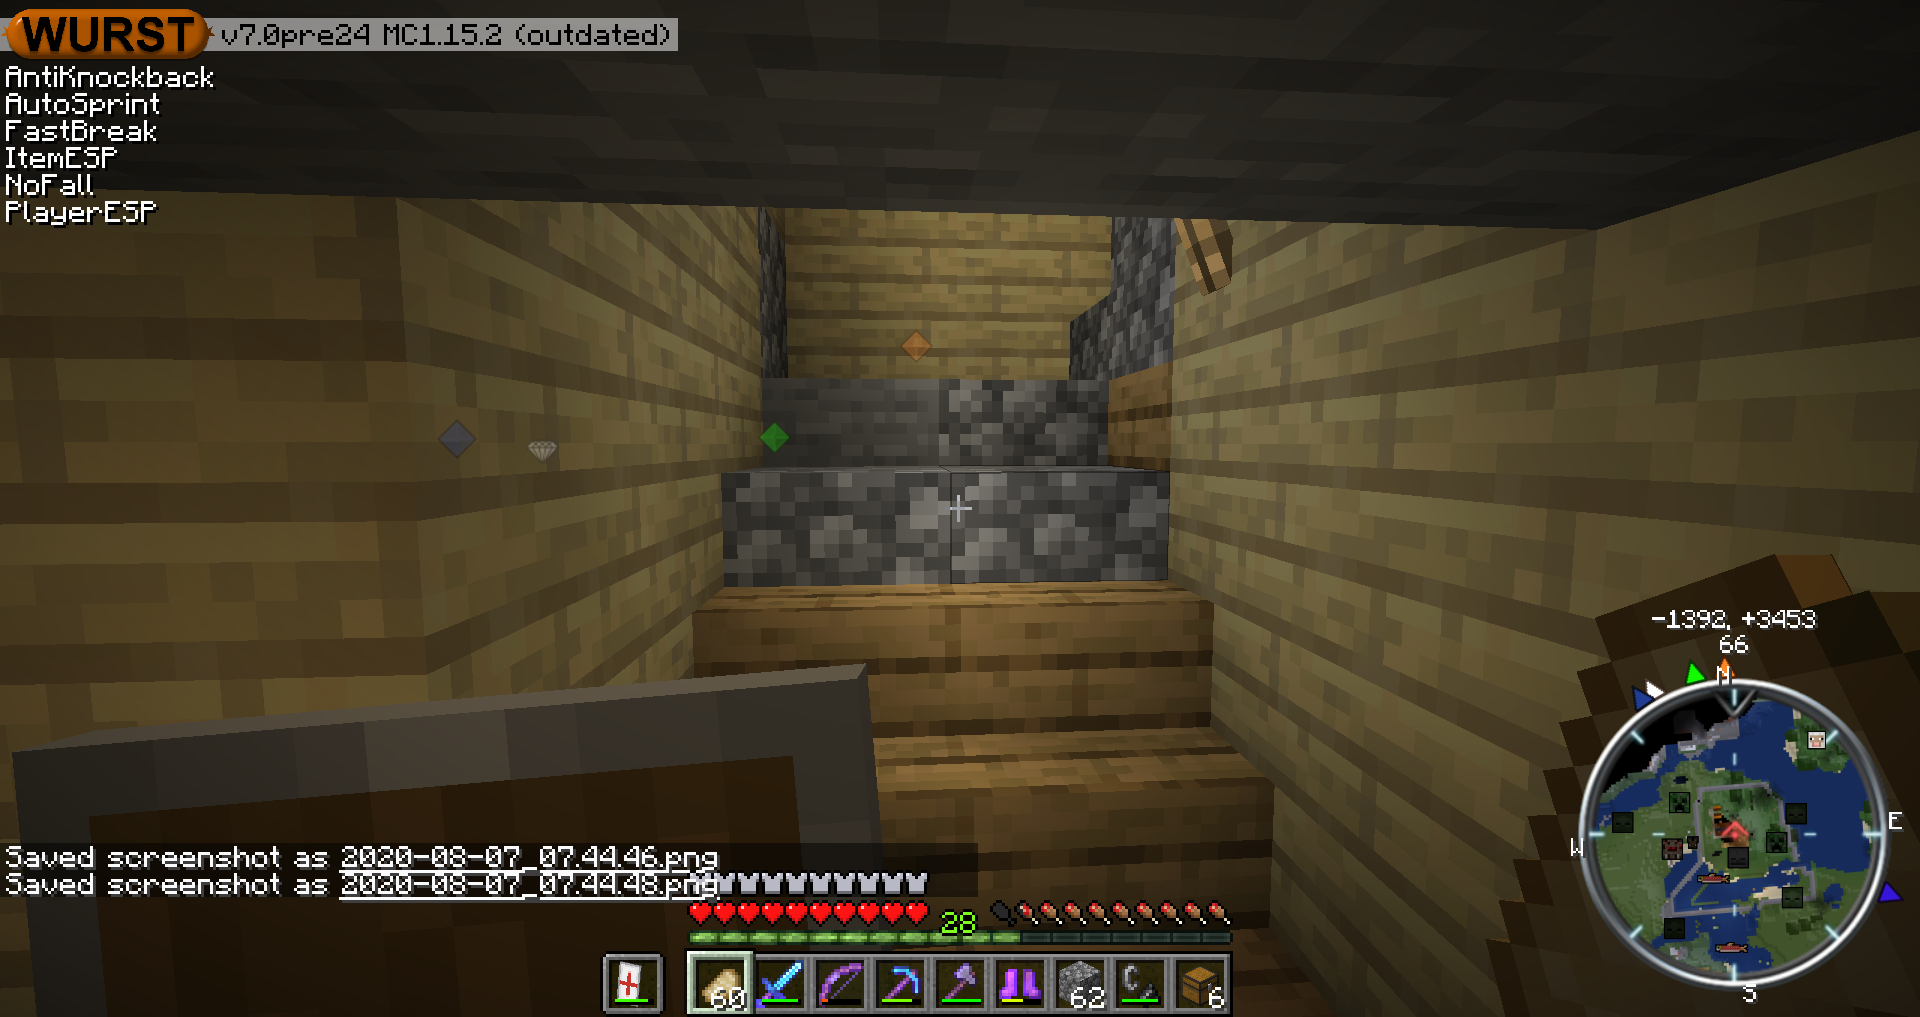 WURST v7.0pre24 MC1.15.2 (outdated)
AntiKnockback
AutoSprint
FastBreak
ItemESP
NoFall
PlayerESP
-1392, +3453
66
N
E
W
S
Saved screenshot as 2020-08-07_07.44.46.png
Saved screenshot as 2020-08-07_07.44.48.png
28
60
62
6